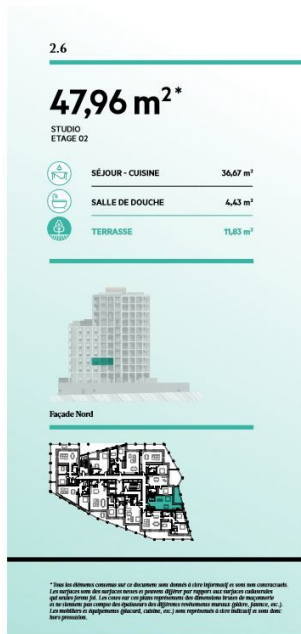 2.6
47,96 m² *
STUDIO
ETAGE 02
SÉJOUR - CUISINE 36,67 m²
SALLE DE DOUCHE 4,43 m²
TERRASSE 11,83 m²
Façade Nord
* Tous les éléments contenus sur ce document sont donnés à titre informatif et sont non contractuels.
Les surfaces sont des surfaces nettes et peuvent différer par rapport aux surfaces cadastrales
qui seules feront foi. Les cotes sur ces plans représentent des dimensions brutes de maçonnerie
et ne tiennent pas compte des épaisseurs des différents revêtements muraux (plâtre, faïence, etc.).
Les mobiliers et équipements (placard, cuisine, etc.) sont représentés à titre indicatif et sont donc
hors prestation.